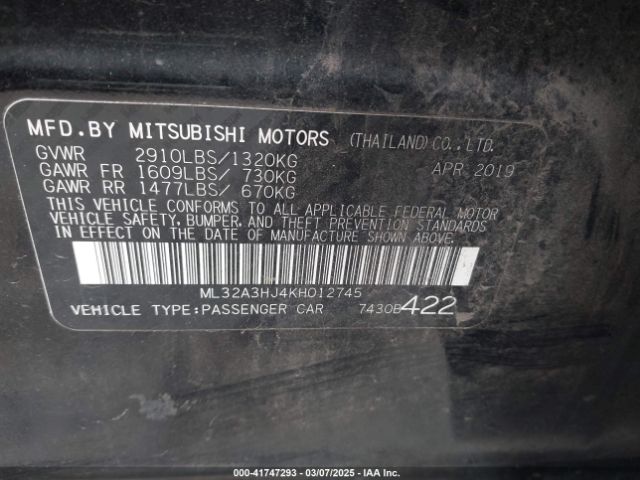 MFD.BY MITSUBISHI MOTORS (THAILAND) CO.,LTD.
GVWR 2910LBS/1320KG APR 2019
GAWR FR 1609LBS/ 730KG
GAWR RR 1477LBS/ 670KG
THIS VEHICLE CONFORMS TO ALL APPLICABLE FEDERAL MOTOR
VEHICLE SAFETY, BUMPER, AND THEFT PREVENTION STANDARDS
IN EFFECT ON THE DATE OF MANUFACTURE SHOWN ABOVE.
ML32A3HJ4KH012745
VEHICLE TYPE:PASSENGER CAR 7430B422
000-41747293 - 03/07/2025 - IAA Inc.